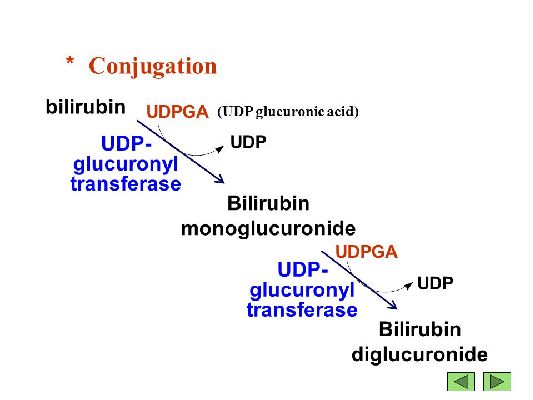 * Conjugation
bilirubin UDPGA (UDP glucuronic acid)
UDP-
glucuronyl
transferase
UDP
Bilirubin
monoglucuronide
UDPGA
UDP-
glucuronyl
transferase
UDP
Bilirubin
diglucuronide